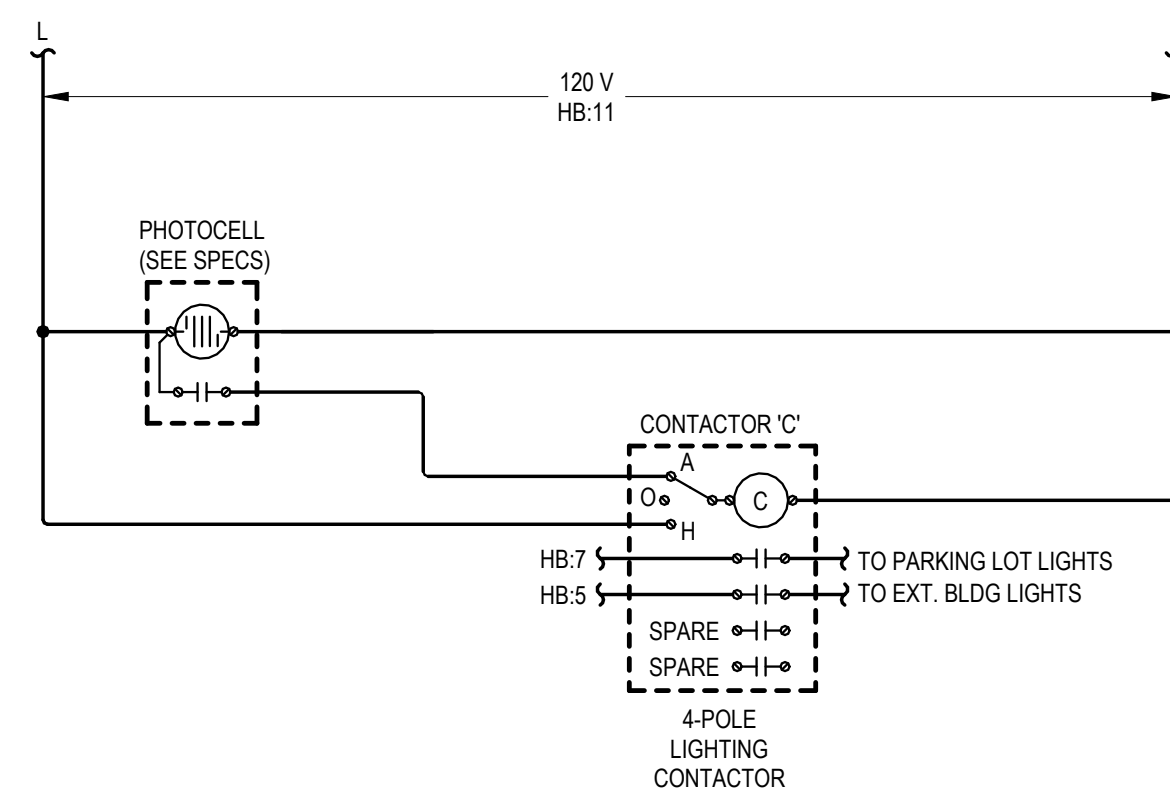 L
120 V
HB:11
PHOTOCELL
(SEE SPECS)
CONTACTOR 'C'
A
O
C
H
HB:7
TO PARKING LOT LIGHTS
HB:5
TO EXT. BLDG LIGHTS
SPARE
SPARE
4-POLE
LIGHTING
CONTACTOR